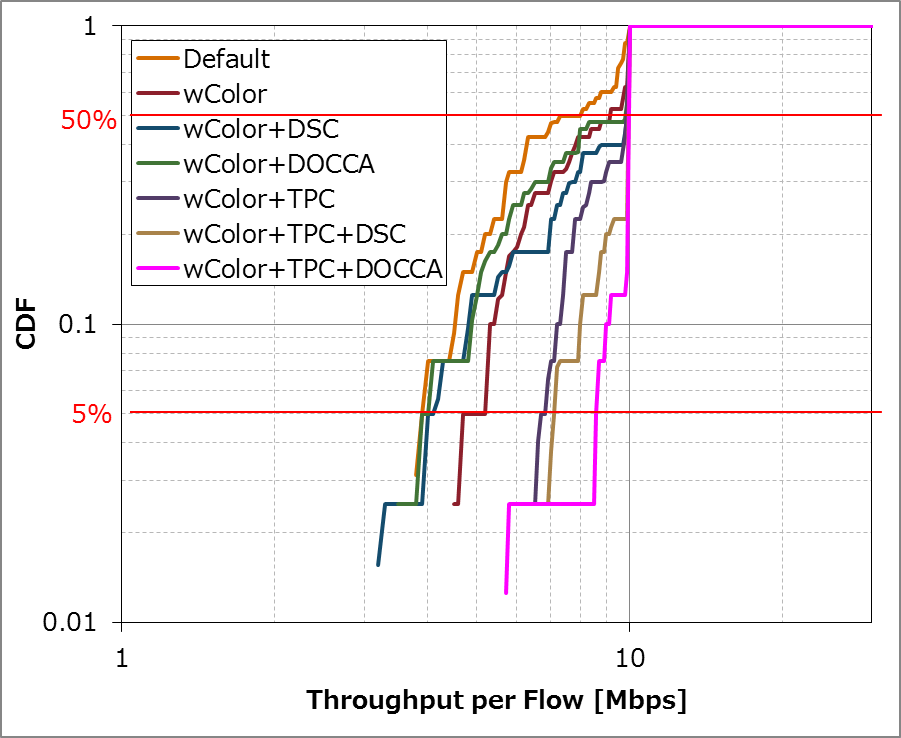 1
Default
wColor
50%
wColor+DSC
wColor+DOCCA
wColor+TPC
wColor+TPC+DSC
wColor+TPC+DOCCA
CDF
0.1
5%
0.01
1
10
Throughput per Flow [Mbps]